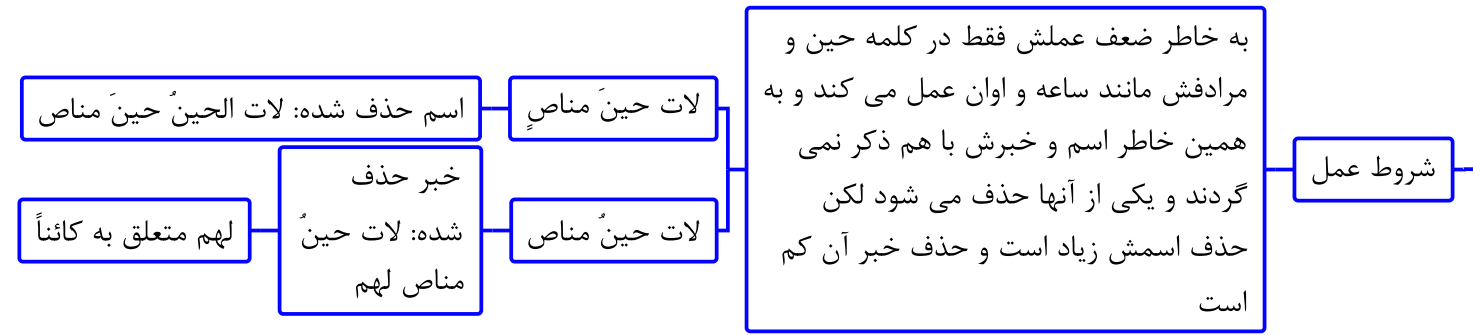 شروط عمل
به خاطر ضعف عملش فقط در کلمه حین و
مرادفش مانند ساعه و اوان عمل می کند و به
همین خاطر اسم و خبرش با هم ذکر نمی
گردند و یکی از آنها حذف می شود لکن
حذف اسمش زیاد است و حذف خبر آن کم
است
لات حینَ مناصٍ
اسم حذف شده: لات الحینُ حینَ مناص
لات حینُ مناص
خبر حذف
شده: لات حینُ
مناص لهم
لهم متعلق به کائناً